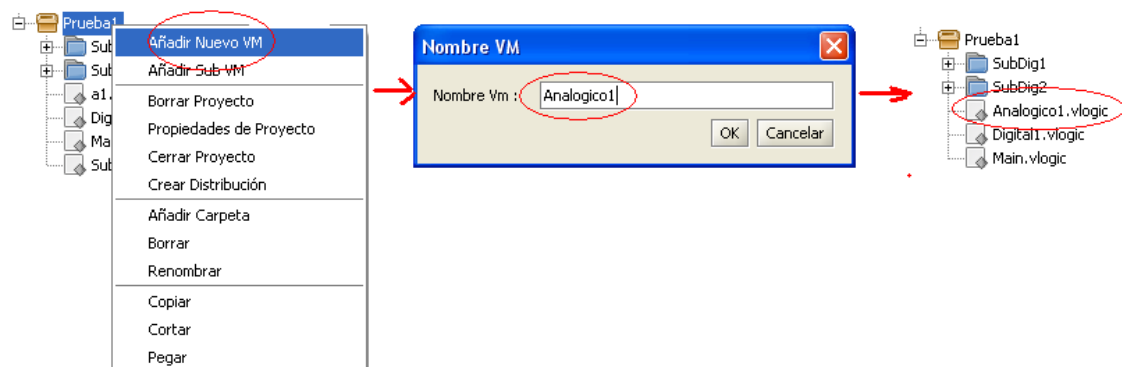 Prueba1
Sub
Sub
a1.
Dig
Ma
Sub
Añadir Nuevo VM
Añadir Sub VM
Borrar Proyecto
Propiedades de Proyecto
Cerrar Proyecto
Crear Distribución
Añadir Carpeta
Borrar
Renombrar
Copiar
Cortar
Pegar
Nombre VM
Nombre Vm : Analogico1
OK Cancelar
Prueba1
SubDig1
SubDig2
Analogico1.vlogic
Digital1.vlogic
Main.vlogic